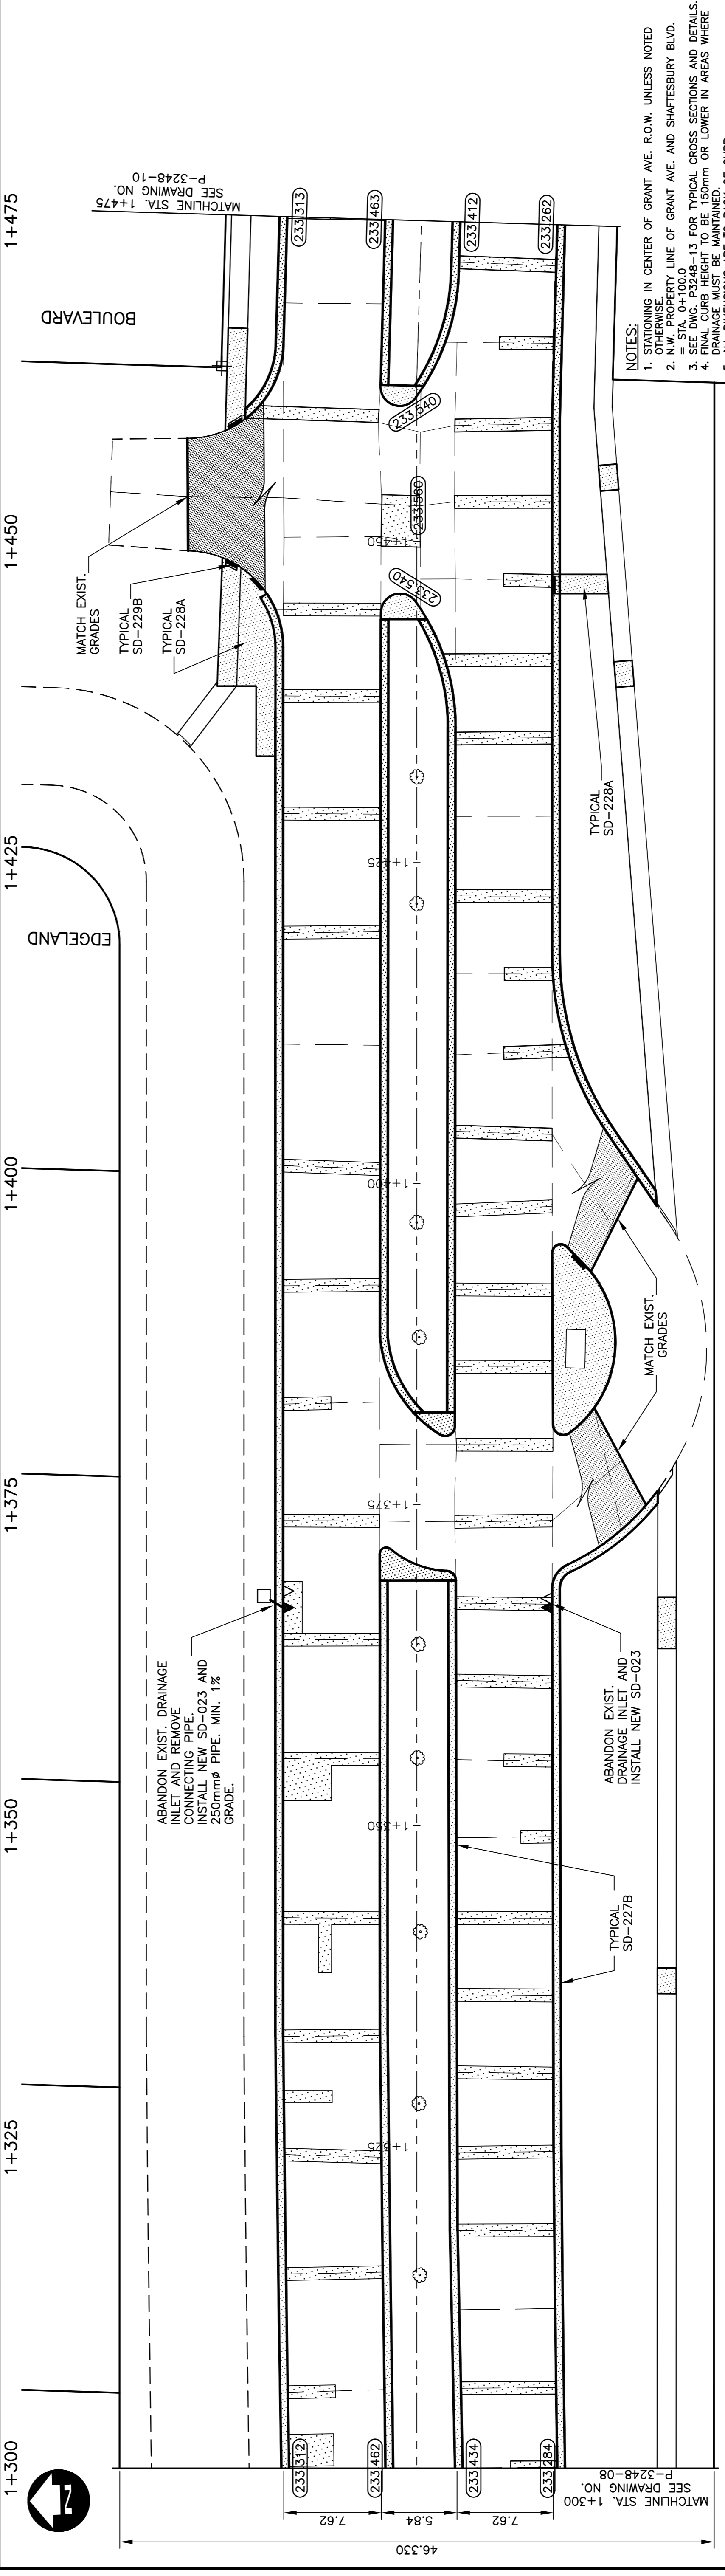 1+475
1+450
1+425
1+400
1+375
1+350
1+325
1+300
MATCHLINE STA. 1+475
SEE DRAWING NO.
P-3248-10
BOULEVARD
EDGELAND
MATCH EXIST.
GRADES
TYPICAL
SD-229B
TYPICAL
SD-228A
233.313
233.463
233.412
233.262
233.540
233.560
233.540
1+450
1+425
1+400
1+375
1+350
1+325
TYPICAL
SD-228A
MATCH EXIST.
GRADES
ABANDON EXIST. DRAINAGE
INLET AND REMOVE
CONNECTING PIPE.
INSTALL NEW SD-023 AND
250mmø PIPE. MIN. 1%
GRADE.
ABANDON EXIST.
DRAINAGE INLET AND
INSTALL NEW SD-023
TYPICAL
SD-227B
233.312
233.462
233.434
233.284
MATCHLINE STA. 1+300
SEE DRAWING NO.
P-3248-08
7.62
5.84
7.62
46.330
N
NOTES:
1. STATIONING IN CENTER OF GRANT AVE. R.O.W. UNLESS NOTED
OTHERWISE.
2. N.W. PROPERTY LINE OF GRANT AVE. AND SHAFTESBURY BLVD.
= STA. 0+100.0
3. SEE DWG. P3248-13 FOR TYPICAL CROSS SECTIONS AND DETAILS.
4. FINAL CURB HEIGHT TO BE 150mm OR LOWER IN AREAS WHERE
DRAINAGE MUST BE MAINTAINED.